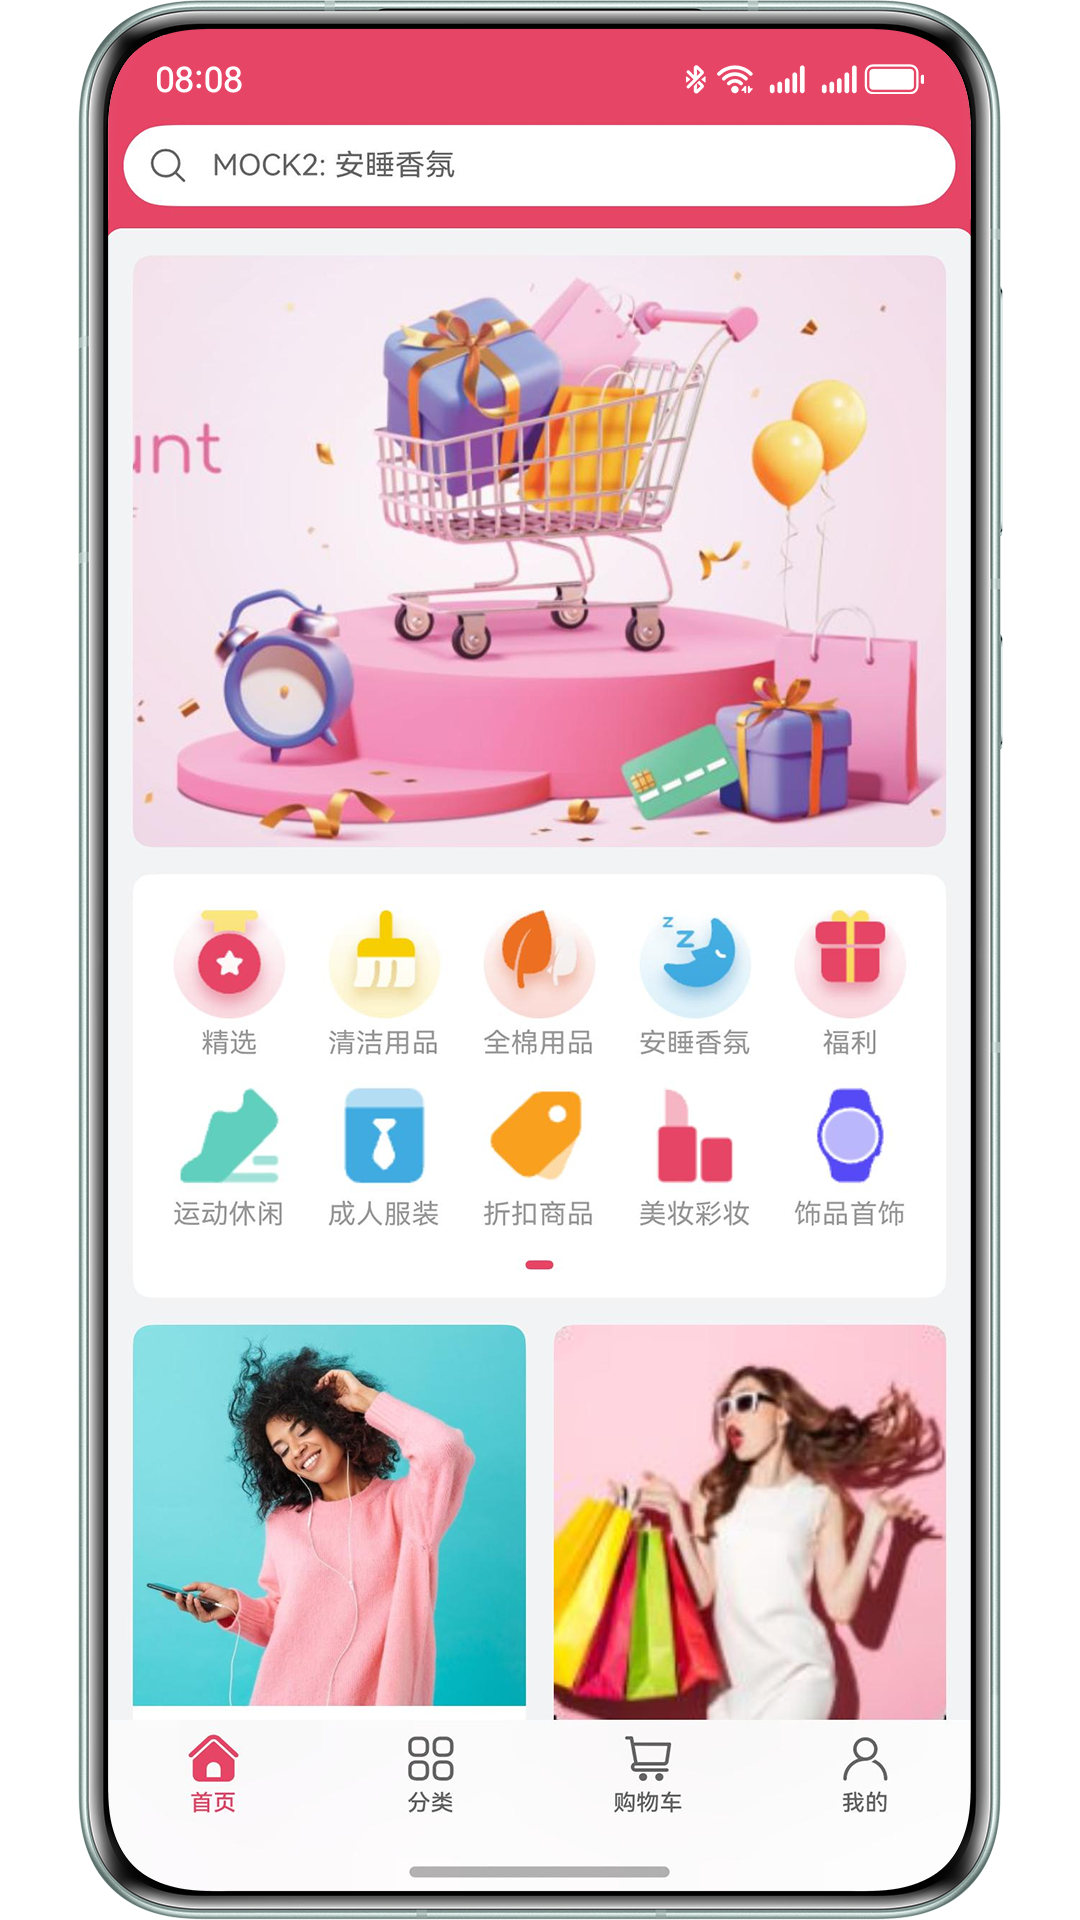 08:08
MOCK2: 安睡香氛
unt
z
z
精选
清洁用品
全棉用品
安睡香氛
福利
运动休闲
成人服装
折扣商品
美妆彩妆
饰品首饰
首页
分类
购物车
我的